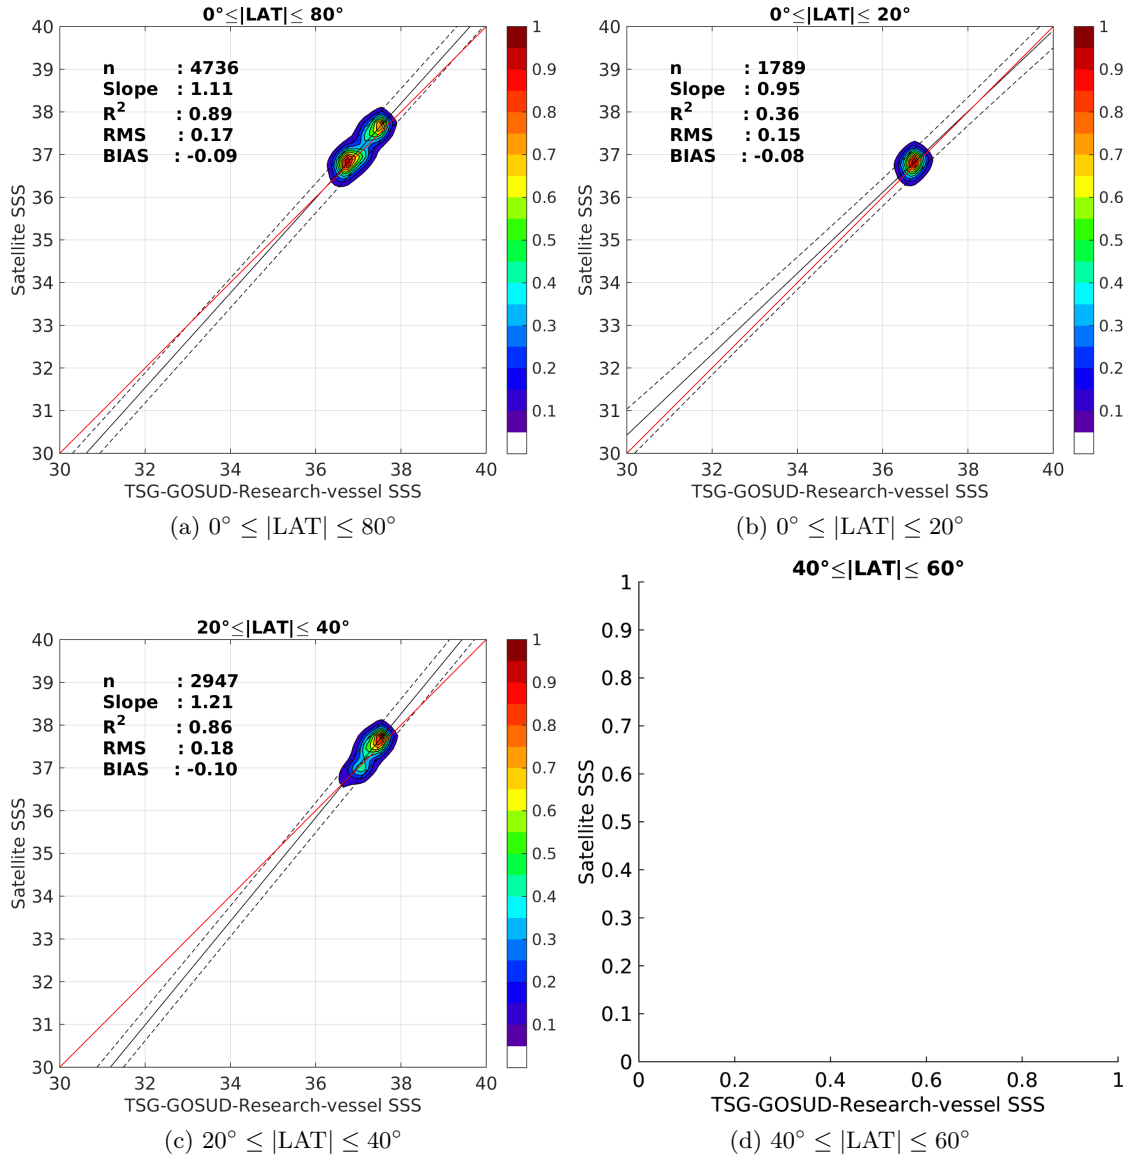 0°≤|LAT|≤ 80°
40
39
38
37
36
35
34
33
32
31
30
30 32 34 36 38 40
n : 4736
Slope : 1.11
R² : 0.89
RMS : 0.17
BIAS : -0.09
1
0.9
0.8
0.7
0.6
0.5
0.4
0.3
0.2
0.1
Satellite SSS
TSG-GOSUD-Research-vessel SSS
(a) 0° ≤ |LAT| ≤ 80°
0°≤|LAT|≤ 20°
40
39
38
37
36
35
34
33
32
31
30
30 32 34 36 38 40
n : 1789
Slope : 0.95
R² : 0.36
RMS : 0.15
BIAS : -0.08
1
0.9
0.8
0.7
0.6
0.5
0.4
0.3
0.2
0.1
Satellite SSS
TSG-GOSUD-Research-vessel SSS
(b) 0° ≤ |LAT| ≤ 20°
20°≤|LAT|≤ 40°
40
39
38
37
36
35
34
33
32
31
30
30 32 34 36 38 40
n : 2947
Slope : 1.21
R² : 0.86
RMS : 0.18
BIAS : -0.10
1
0.9
0.8
0.7
0.6
0.5
0.4
0.3
0.2
0.1
Satellite SSS
TSG-GOSUD-Research-vessel SSS
(c) 20° ≤ |LAT| ≤ 40°
40°≤|LAT|≤ 60°
1
0.9
0.8
0.7
0.6
0.5
0.4
0.3
0.2
0.1
0
0 0.2 0.4 0.6 0.8 1
Satellite SSS
TSG-GOSUD-Research-vessel SSS
(d) 40° ≤ |LAT| ≤ 60°